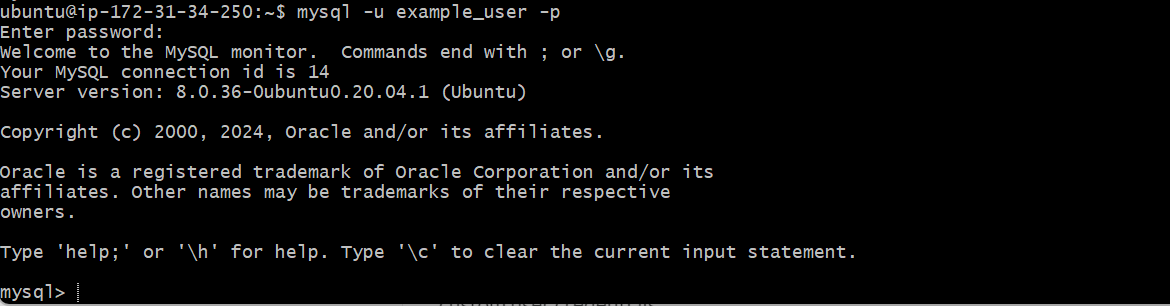 ubuntu@ip-172-31-34-250:~$ mysql -u example_user -p
Enter password:
Welcome to the MySQL monitor.  Commands end with ; or \g.
Your MySQL connection id is 14
Server version: 8.0.36-0ubuntu0.20.04.1 (Ubuntu)

Copyright (c) 2000, 2024, Oracle and/or its affiliates.

Oracle is a registered trademark of Oracle Corporation and/or its
affiliates. Other names may be trademarks of their respective
owners.

Type 'help;' or '\h' for help. Type '\c' to clear the current input statement.

mysql>